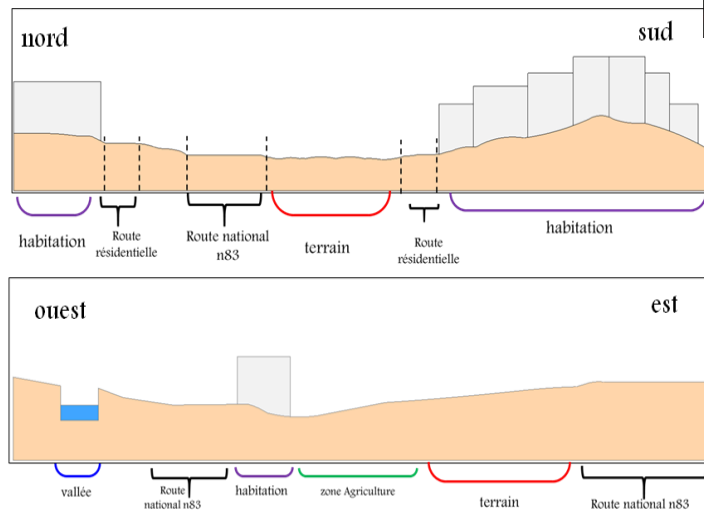 nord
sud
habitation
Route
résidentielle
Route national
n83
terrain
Route
résidentielle
habitation
ouest
est
vallée
Route
national n83
habitation
zone Agriculture
terrain
Route national n83